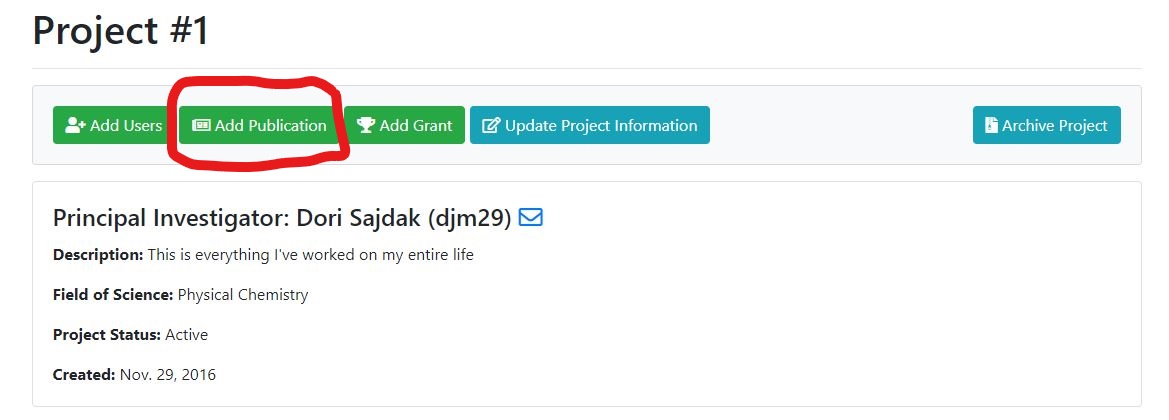 Project #1
Add Users Add Publication Add Grant Update Project Information Archive Project
Principal Investigator: Dori Sajdak (djm29)
Description: This is everything I've worked on my entire life
Field of Science: Physical Chemistry
Project Status: Active
Created: Nov. 29, 2016